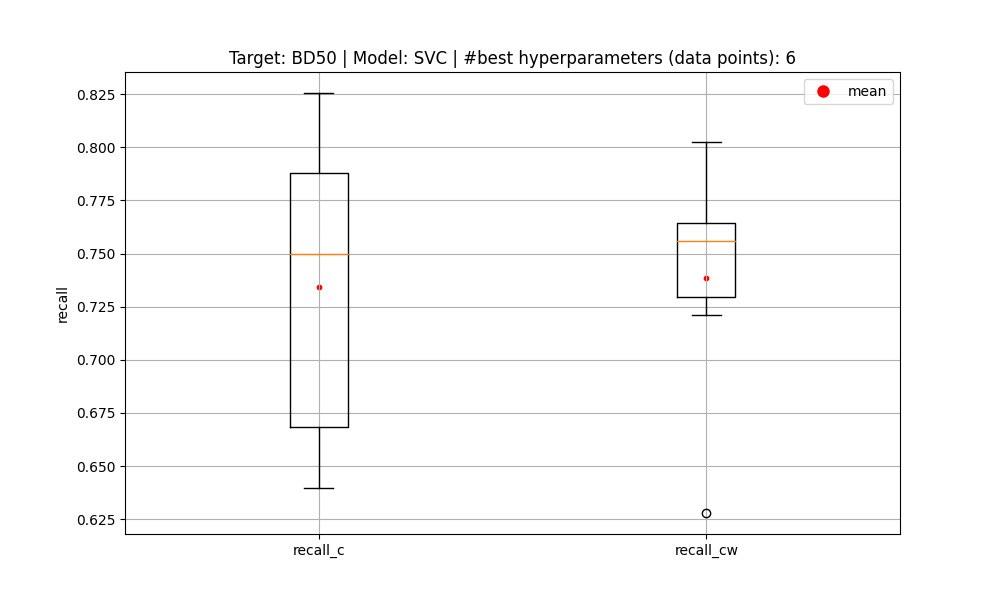 Target: BD50 | Model: SVC | #best hyperparameters (data points): 6
mean
0.825
0.800
0.775
0.750
0.725
0.700
0.675
0.650
0.625
recall
recall_c
recall_cw